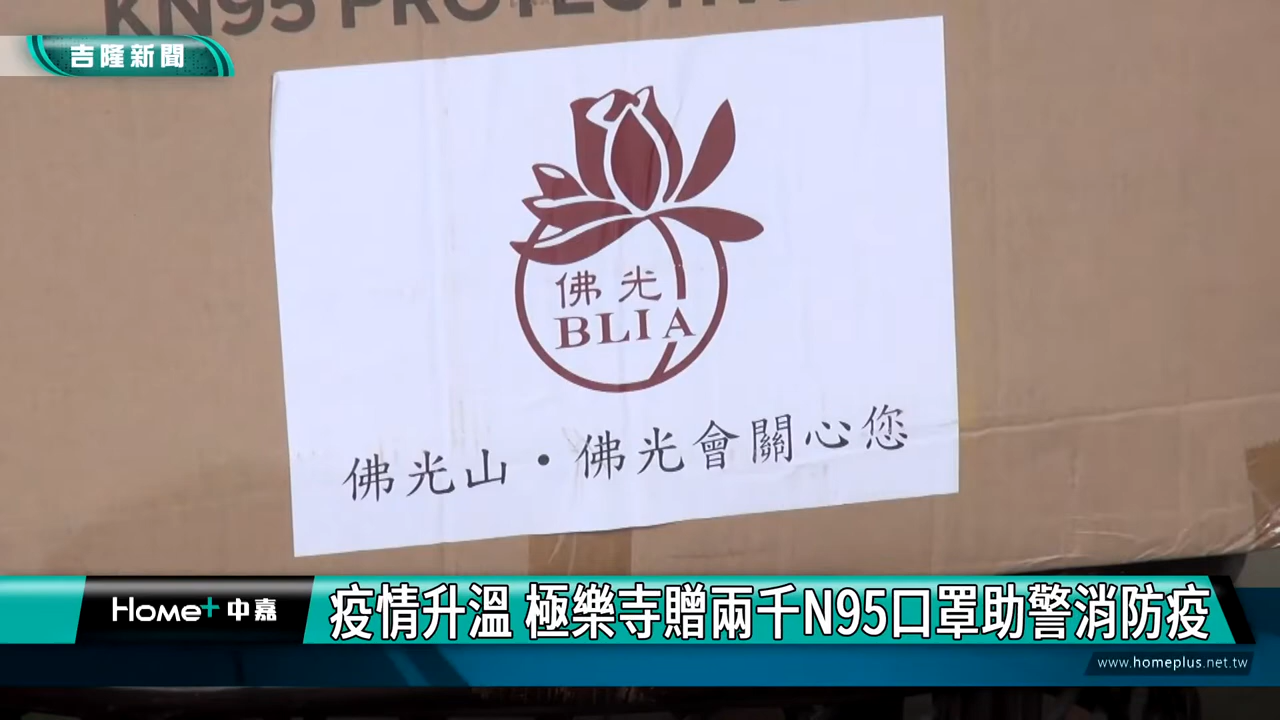 KN95 PROTECTIVE
吉隆新聞
佛光
BLIA
佛光山・佛光會關心您
Home+中嘉
疫情升溫 極樂寺贈兩千N95口罩助警消防疫
www.homeplus.net.tw